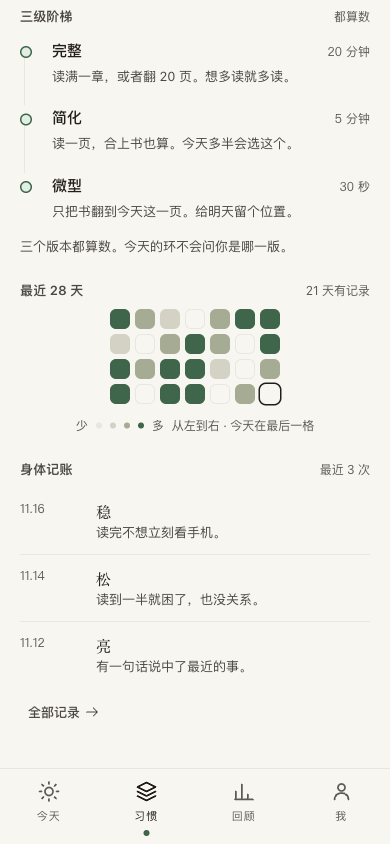 三级阶梯 都算数
完整 20 分钟
读满一章，或者翻 20 页。想多读就多读。
简化 5 分钟
读一页，合上书也算。今天多半会选这个。
微型 30 秒
只把书翻到今天这一页。给明天留个位置。
三个版本都算数。今天的环不会问你是哪一版。
最近 28 天 21 天有记录
少 多 从左到右 · 今天在最后一格
身体记账 最近 3 次
11.16 稳
读完不想立刻看手机。
11.14 松
读到一半就困了，也没关系。
11.12 亮
有一句话说中了最近的事。
全部记录 →
今天 习惯 回顾 我